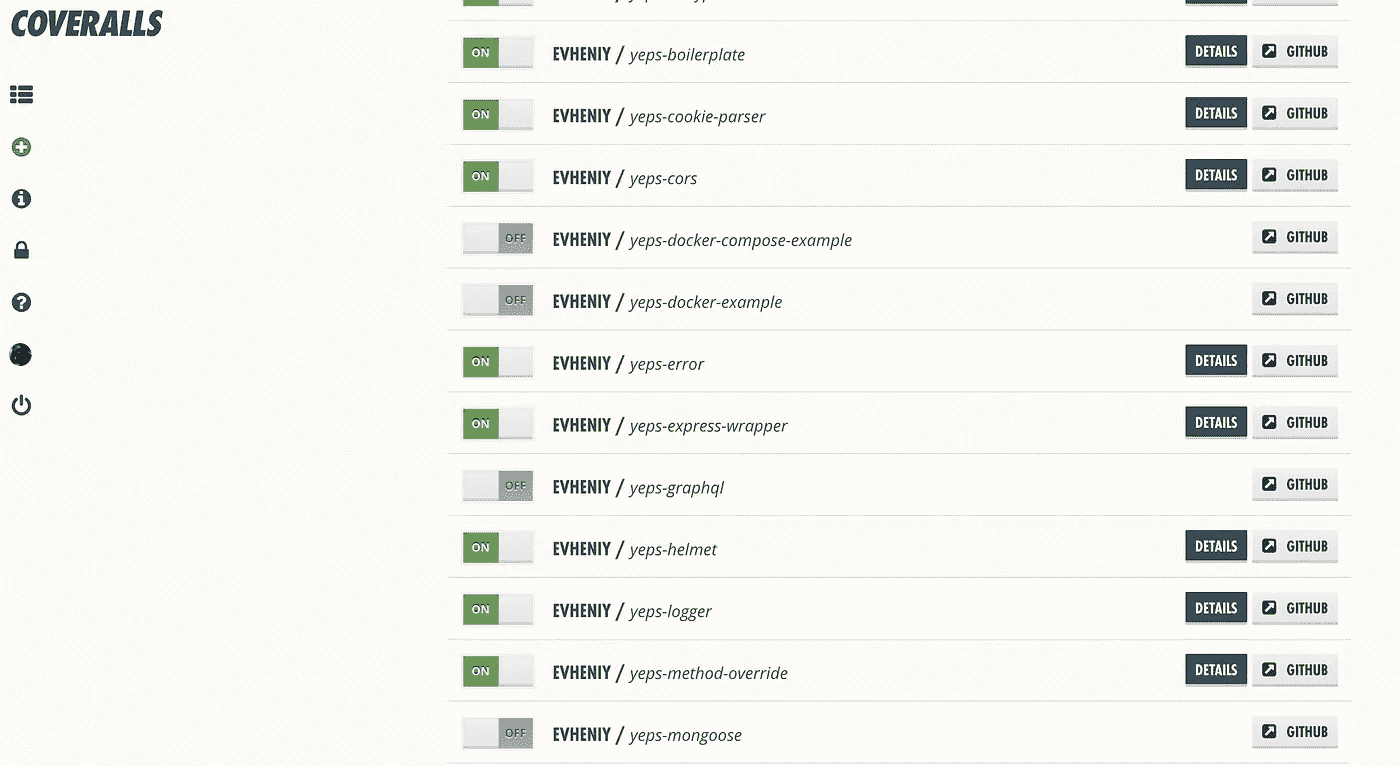 COVERALLS
ON EVHENIY / yeps-boilerplate DETAILS GITHUB
ON EVHENIY / yeps-cookie-parser DETAILS GITHUB
ON EVHENIY / yeps-cors DETAILS GITHUB
OFF EVHENIY / yeps-docker-compose-example GITHUB
OFF EVHENIY / yeps-docker-example GITHUB
ON EVHENIY / yeps-error DETAILS GITHUB
ON EVHENIY / yeps-express-wrapper DETAILS GITHUB
OFF EVHENIY / yeps-graphql GITHUB
ON EVHENIY / yeps-helmet DETAILS GITHUB
ON EVHENIY / yeps-logger DETAILS GITHUB
ON EVHENIY / yeps-method-override DETAILS GITHUB
OFF EVHENIY / yeps-mongoose GITHUB